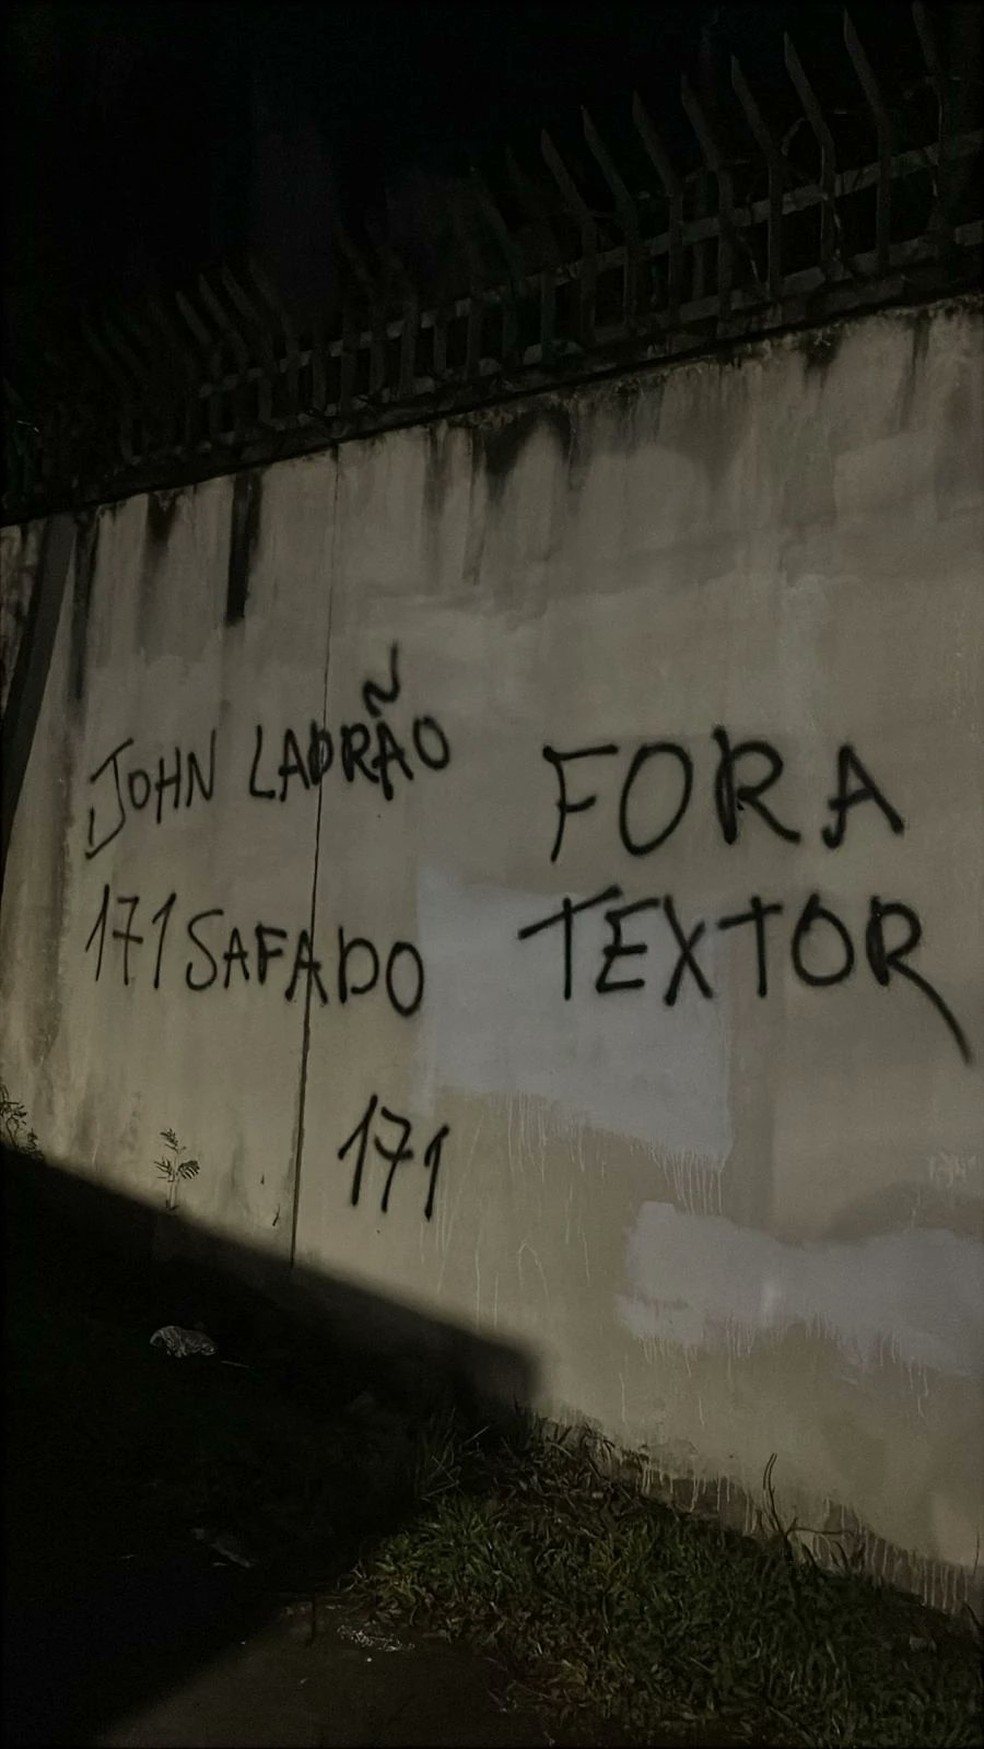 JOHN LADRÃO
171 SAFADO
171
FORA
TEXTOR